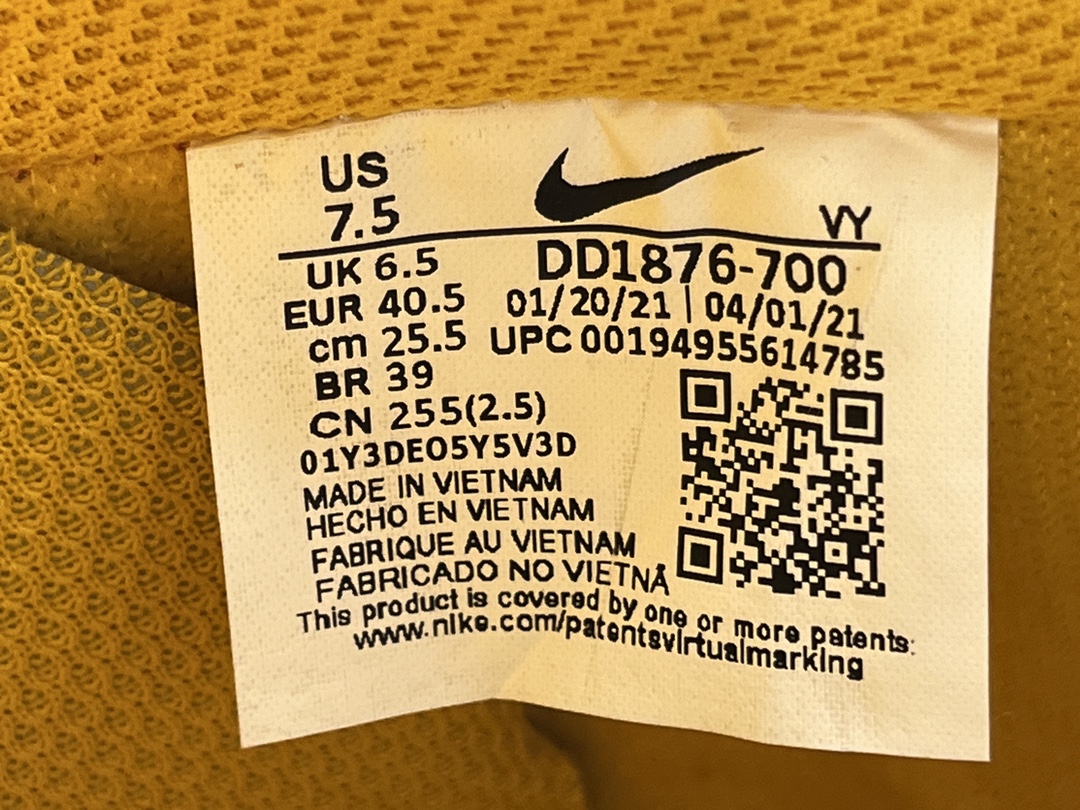 US
7.5
VY
UK 6.5
DD1876-700
EUR 40.5
01/20/21 | 04/01/21
cm 25.5
UPC 00194955614785
BR 39
CN 255(2.5)
01Y3DEO5Y5V3D
MADE IN VIETNAM
HECHO EN VIETNAM
FABRIQUE AU VIETNAM
FABRICADO NO VIETNÃ
This product is covered by one or more patents:
www.nike.com/patentsvirtualmarking